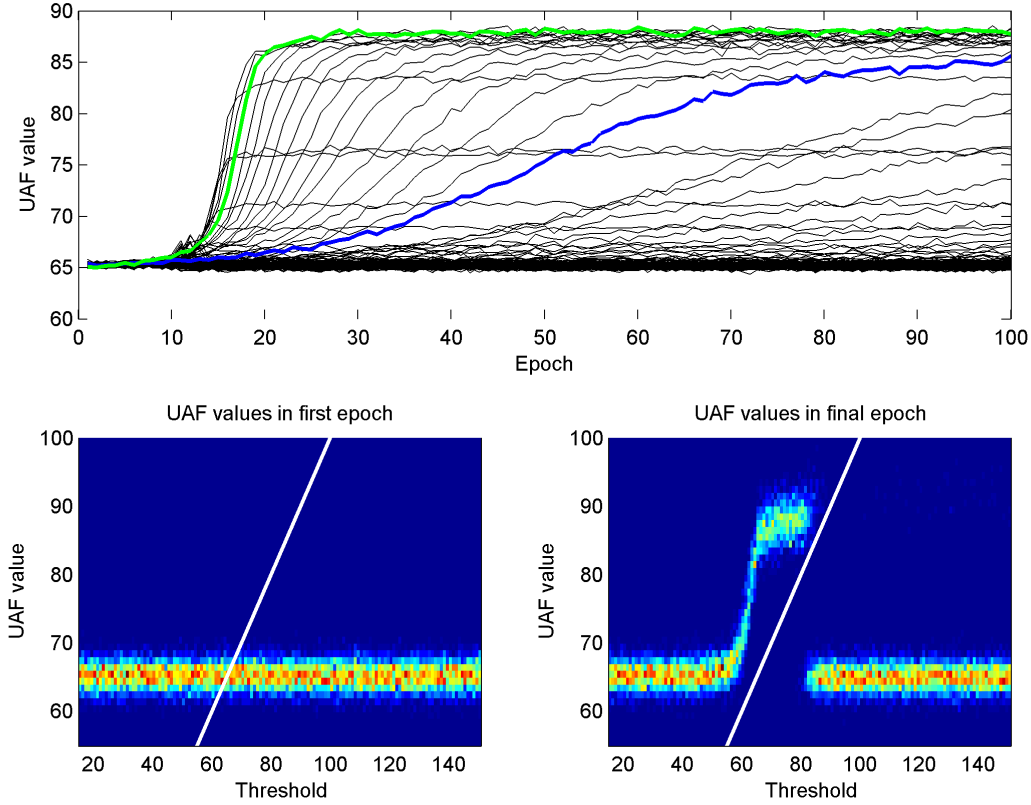 90
85
80
75
70
65
60
UAF value
0 10 20 30 40 50 60 70 80 90 100
Epoch
UAF values in first epoch
100
90
80
70
60
UAF value
20 40 60 80 100 120 140
Threshold
UAF values in final epoch
100
90
80
70
60
UAF value
20 40 60 80 100 120 140
Threshold